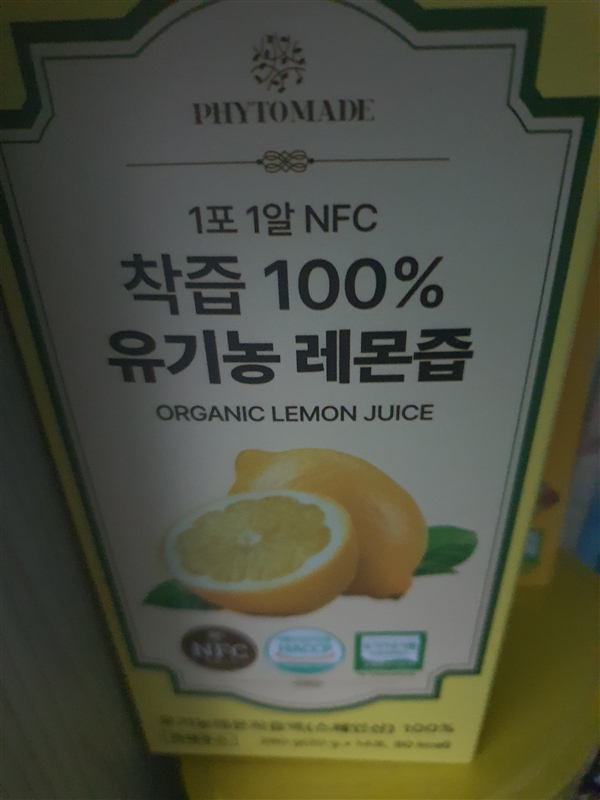 PHYTOMADE
1포 1알 NFC
착즙 100%
유기농 레몬즙
ORGANIC LEMON JUICE
NFC
HACCP
100%